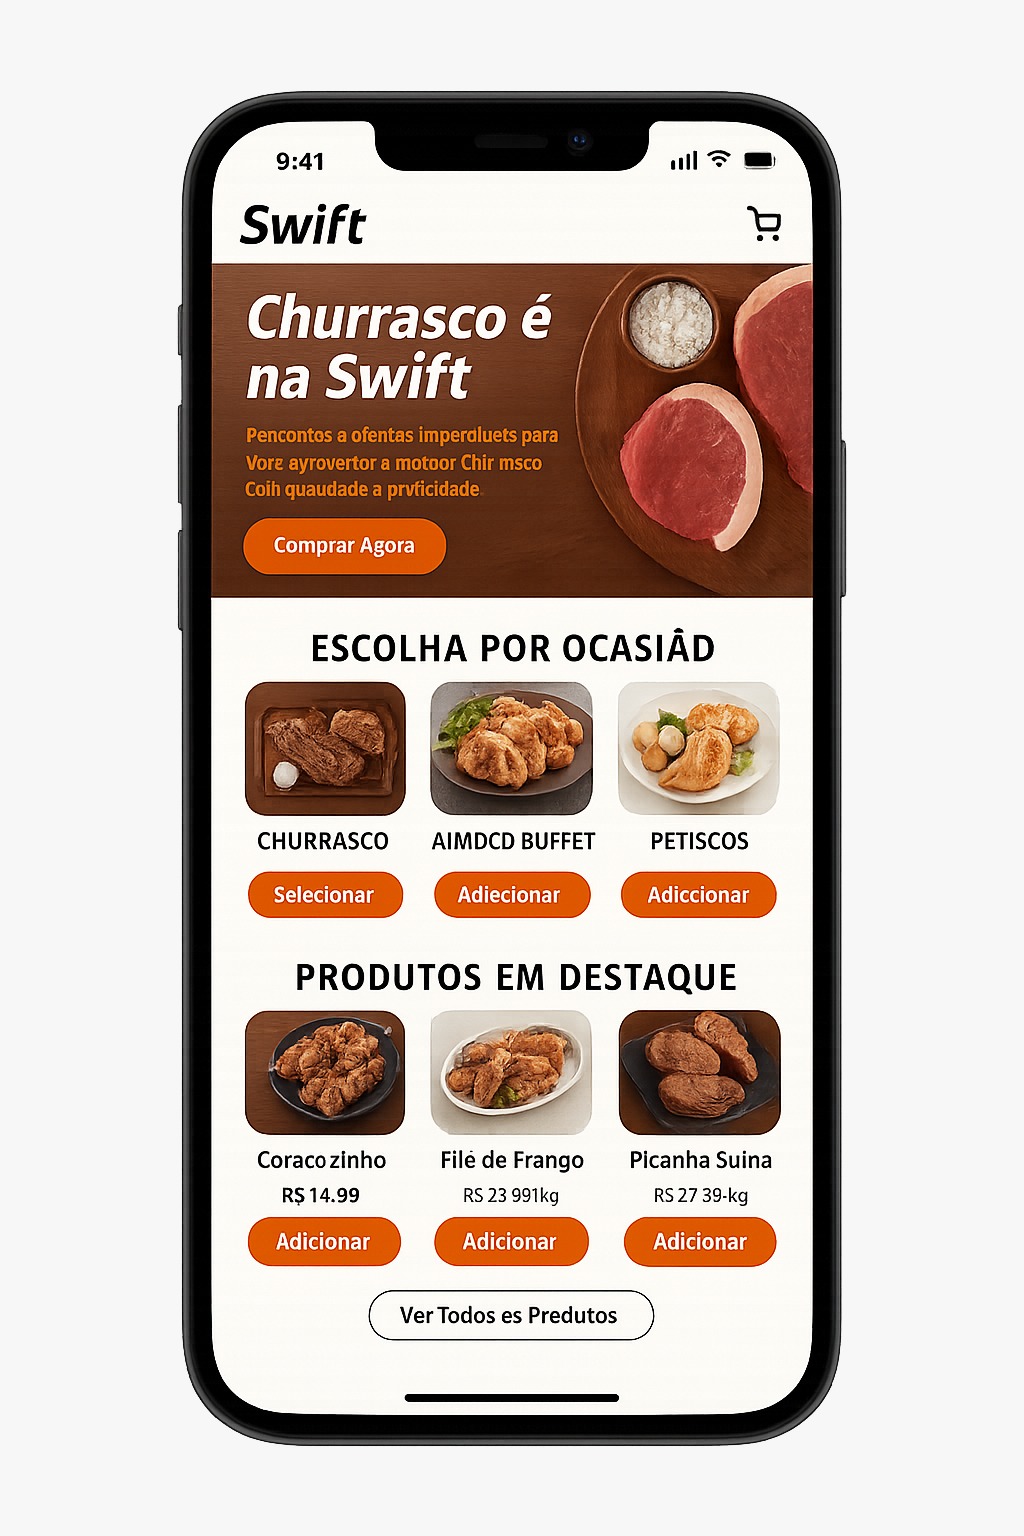 9:41
Swift
Churrasco é
na Swift
Pencontos a ofentas imperdluets para
Vore ayrovertor a motoor Chir msco
Coih quaudade a prvficidade
Comprar Agora
ESCOLHA POR OCASIÂD
CHURRASCO
AIMDCD BUFFET
PETISCOS
Selecionar
Adiecionar
Adiccionar
PRODUTOS EM DESTAQUE
Coraco zinho
Filé de Frango
Picanha Suina
R$ 14.99
RS 23 991kg
RS 27 39-kg
Adicionar
Adicionar
Adicionar
Ver Todos es Predutos